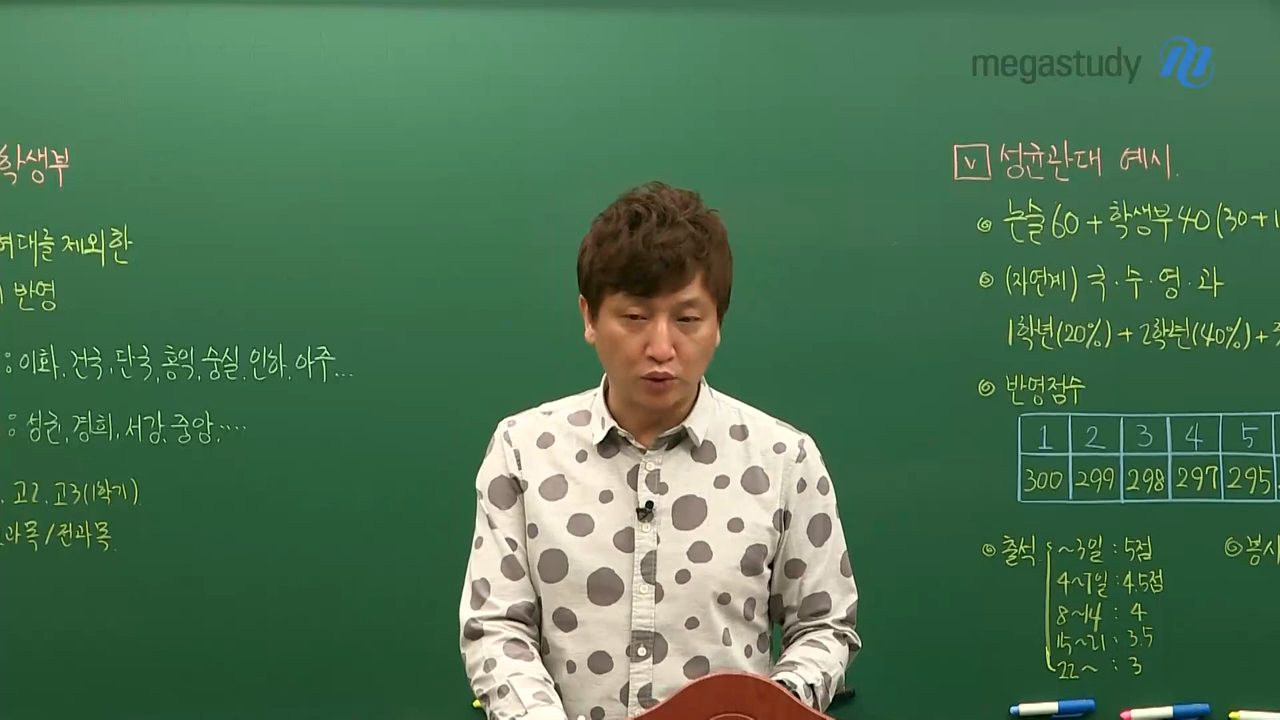 megastudy
학생부
여대를 제외한
반영
: 이화, 건국, 단국, 홍익, 숭실, 인하, 아주...
: 성균, 경희, 서강, 중앙, ....
. 고2. 고3(1학기)
과목/전과목
v 성균관대 예시.
논술60+학생부40(30+1
(자연계) 국·수·영·과
1학년(20%)+2학년(40%)+
반영점수
1 2 3 4 5
300 299 298 297 295
출석 ~3일 : 5점
4~7일 : 4.5점
8~14 : 4
15~21 : 3.5
22~ : 3